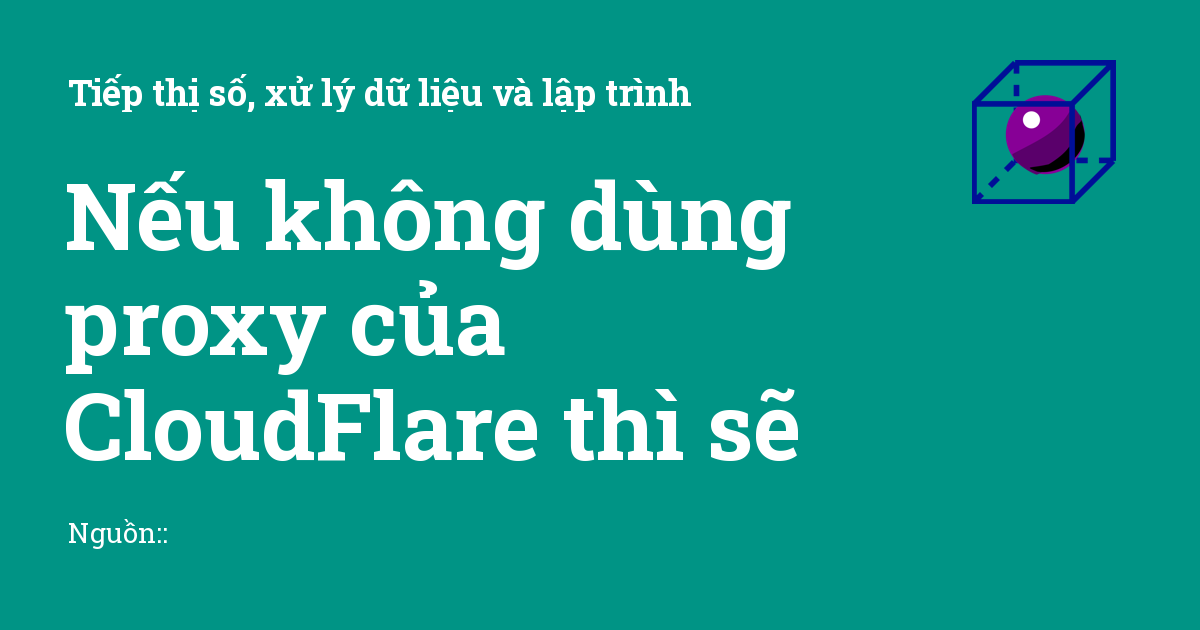 Tiếp thị số, xử lý dữ liệu và lập trình
Nếu không dùng
proxy của
CloudFlare thì sẽ
Nguồn::